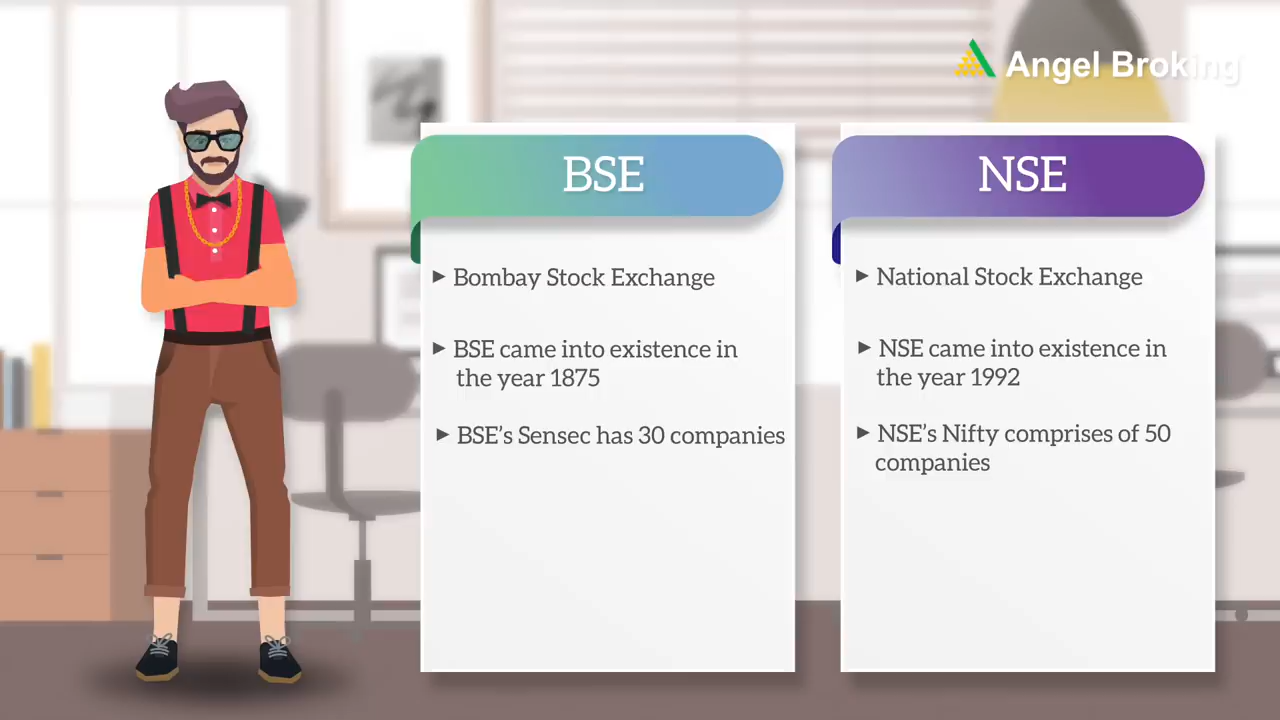 Angel Broking
BSE
► Bombay Stock Exchange
► BSE came into existence in
the year 1875
► BSE's Sensec has 30 companies
NSE
► National Stock Exchange
► NSE came into existence in
the year 1992
► NSE's Nifty comprises of 50
companies